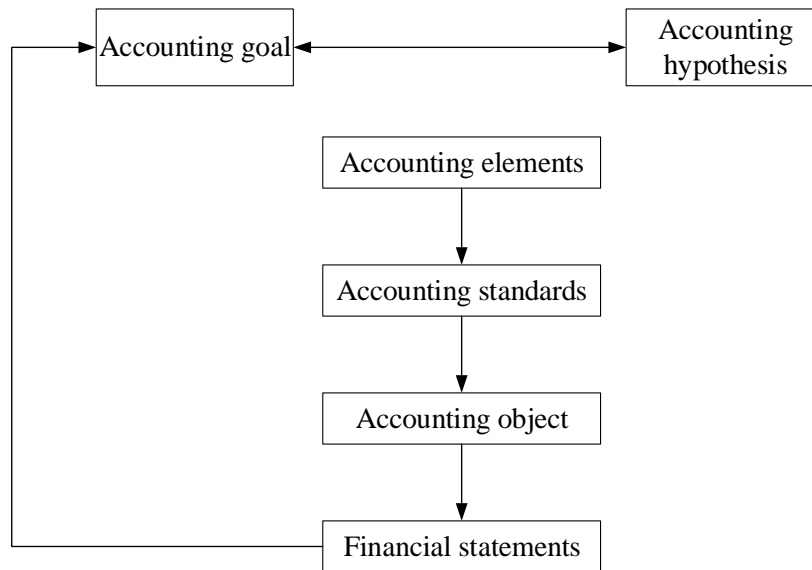 Accounting goal
Accounting
hypothesis
Accounting elements
Accounting standards
Accounting object
Financial statements